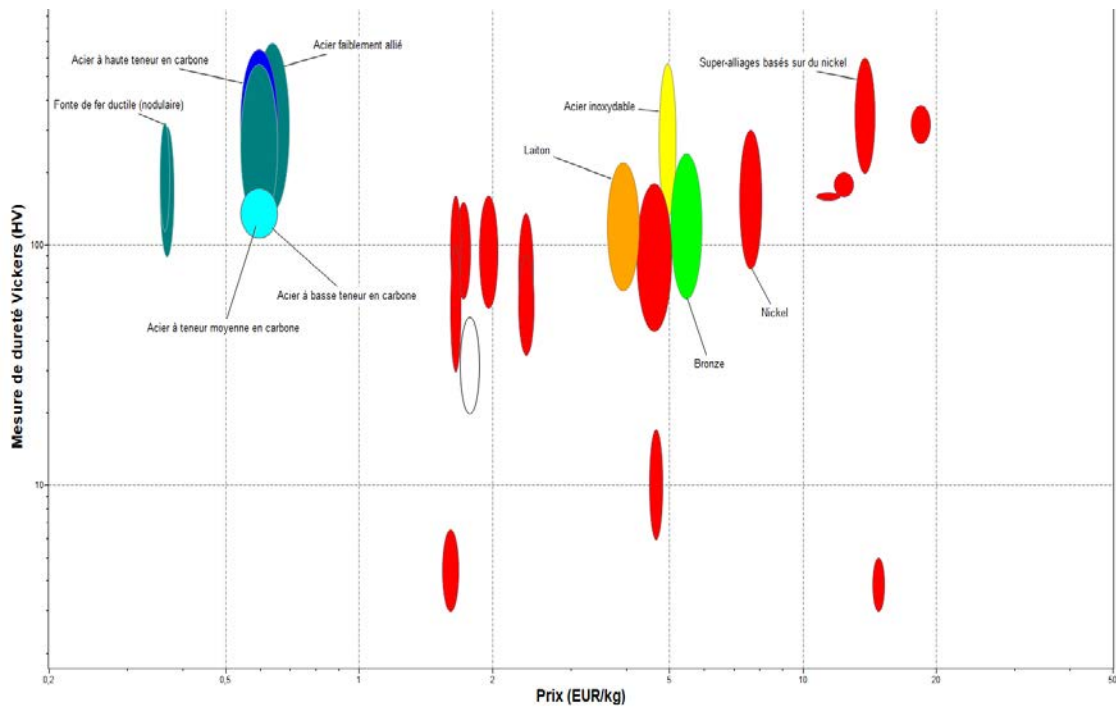 Acier faiblement allié
Acier à haute teneur en carbone
Super-alliages basés sur du nickel
Fonte de fer ductile (nodulaire)
Acier inoxydable
Laiton
Mesure de dureté Vickers (HV)
100
Acier à basse teneur en carbone
Acier à teneur moyenne en carbone
Nickel
Bronze
10
0,2
0,5
1
2
5
10
20
50
Prix (EUR/kg)